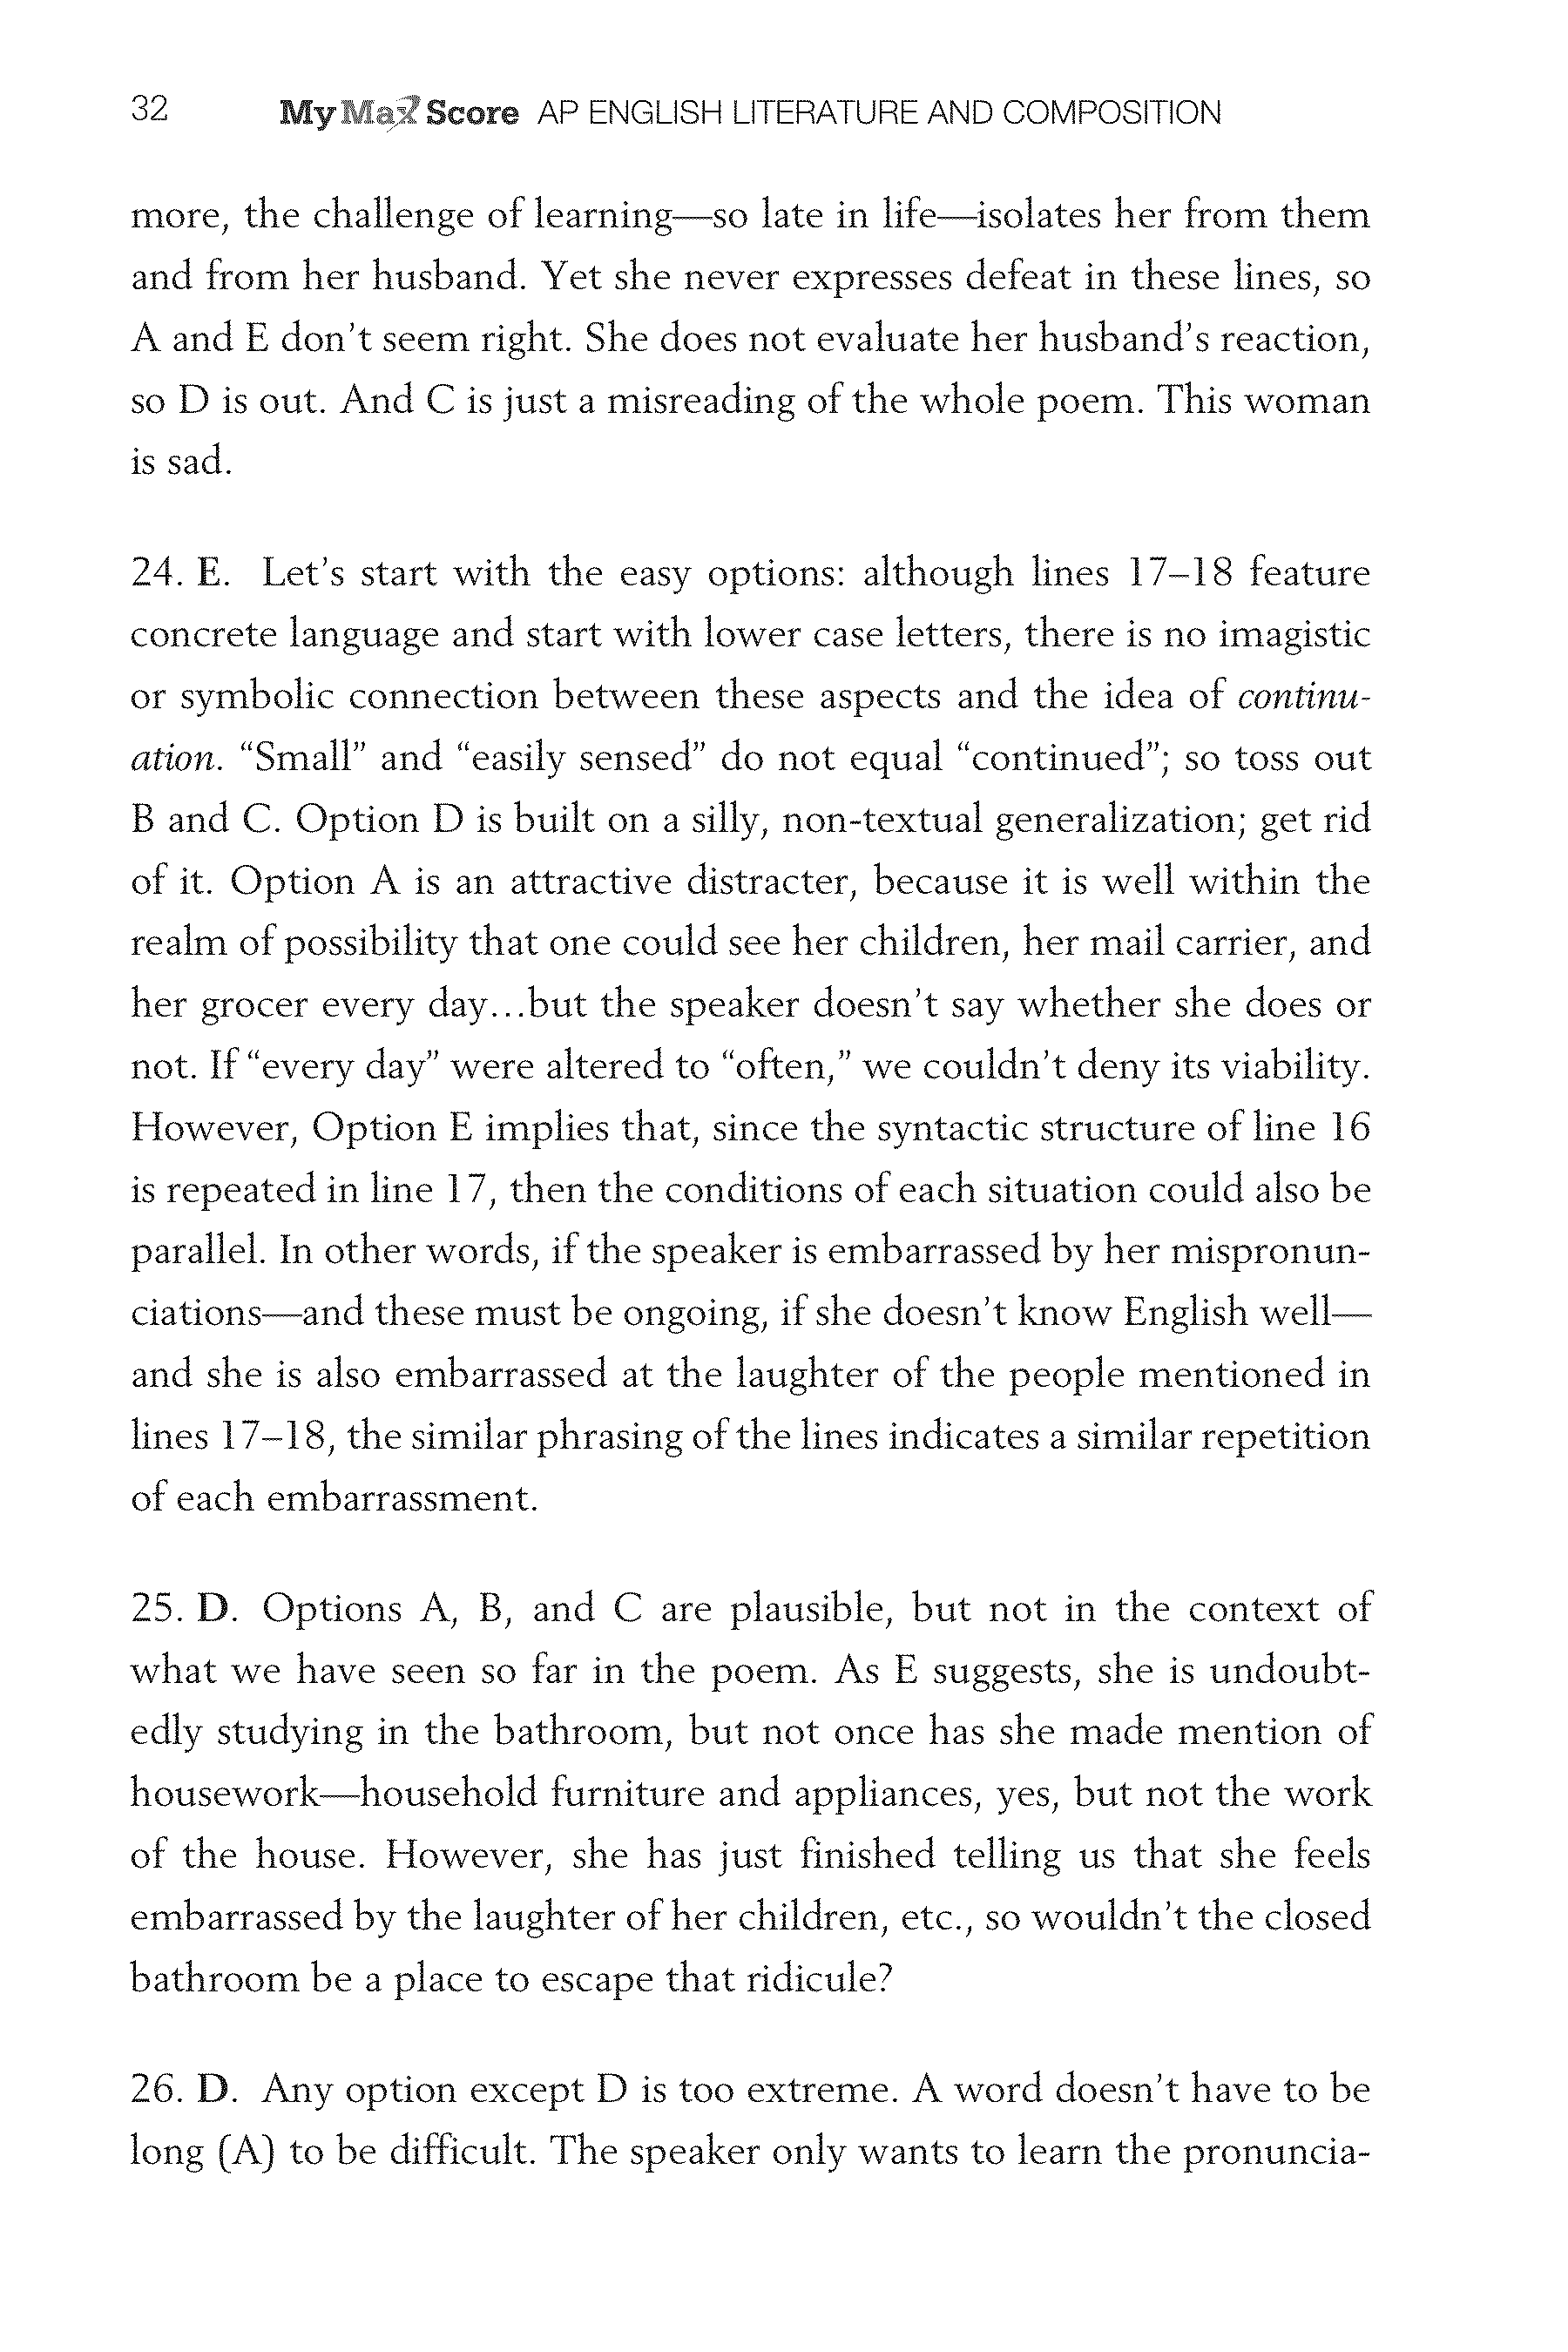 32 My Max Score AP ENGLISH LITERATURE AND COMPOSITION
more, the challenge of learning—so late in life—isolates her from them
and from her husband. Yet she never expresses defeat in these lines, so
A and E don’t seem right. She does not evaluate her husband’s reaction,
so D is out. And C is just a misreading of the whole poem. This woman
is sad.
24. E. Let’s start with the easy options: although lines 17–18 feature
concrete language and start with lower case letters, there is no imagistic
or symbolic connection between these aspects and the idea of continu-
ation. “Small” and “easily sensed” do not equal “continued”; so toss out
B and C. Option D is built on a silly, non-textual generalization; get rid
of it. Option A is an attractive distracter, because it is well within the
realm of possibility that one could see her children, her mail carrier, and
her grocer every day…but the speaker doesn’t say whether she does or
not. If “every day” were altered to “often,” we couldn’t deny its viability.
However, Option E implies that, since the syntactic structure of line 16
is repeated in line 17, then the conditions of each situation could also be
parallel. In other words, if the speaker is embarrassed by her mispronun-
ciations—and these must be ongoing, if she doesn’t know English well—
and she is also embarrassed at the laughter of the people mentioned in
lines 17–18, the similar phrasing of the lines indicates a similar repetition
of each embarrassment.
25. D. Options A, B, and C are plausible, but not in the context of
what we have seen so far in the poem. As E suggests, she is undoubt-
edly studying in the bathroom, but not once has she made mention of
housework—household furniture and appliances, yes, but not the work
of the house. However, she has just finished telling us that she feels
embarrassed by the laughter of her children, etc., so wouldn’t the closed
bathroom be a place to escape that ridicule?
26. D. Any option except D is too extreme. A word doesn’t have to be
long (A) to be difficult. The speaker only wants to learn the pronuncia-